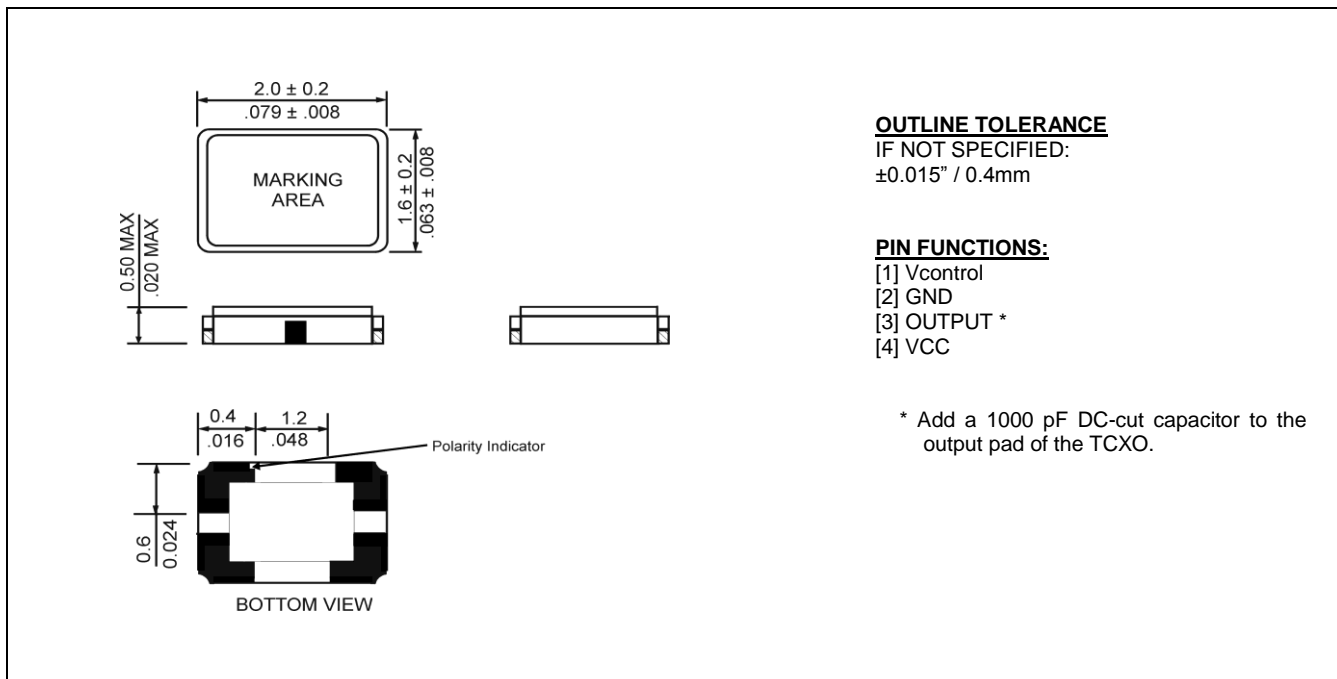 2.0 ± 0.2
.079 ± .008
MARKING
AREA
1.6 ± 0.2
.063 ± .008
0.50 MAX
.020 MAX
0.4
.016
1.2
.048
Polarity Indicator
0.6
0.024
BOTTOM VIEW
OUTLINE TOLERANCE
IF NOT SPECIFIED:
±0.015” / 0.4mm
PIN FUNCTIONS:
[1] Vcontrol
[2] GND
[3] OUTPUT *
[4] VCC
* Add a 1000 pF DC-cut capacitor to the
output pad of the TCXO.